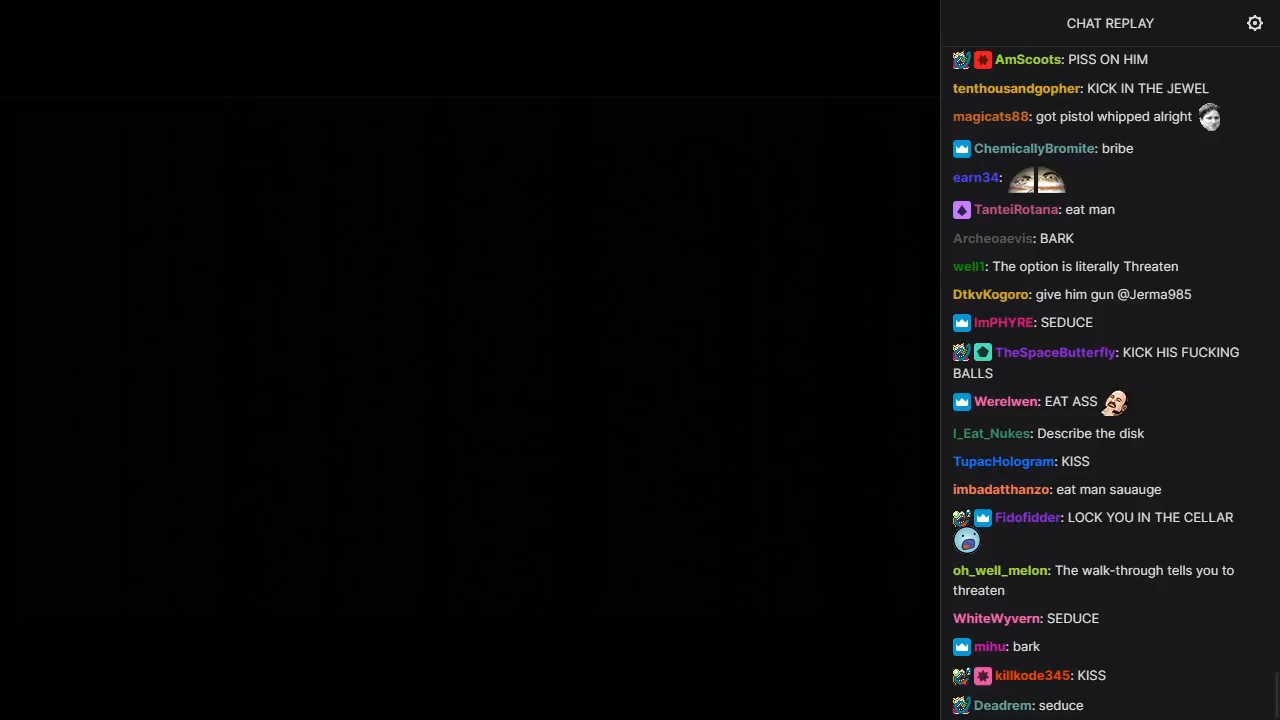 CHAT REPLAY
AmScoots: PISS ON HIM
tenthousandgopher: KICK IN THE JEWEL
magicats88: got pistol whipped alright
ChemicallyBromite: bribe
earn34:
TanteiRotana: eat man
Archeoaevis: BARK
well1: The option is literally Threaten
DtkvKogoro: give him gun @Jerma985
ImPHYRE: SEDUCE
TheSpaceButterfly: KICK HIS FUCKING
BALLS
Werelwen: EAT ASS
I_Eat_Nukes: Describe the disk
TupacHologram: KISS
imbadatthanzo: eat man sauauge
Fidofidder: LOCK YOU IN THE CELLAR
oh_well_melon: The walk-through tells you to
threaten
WhiteWyvern: SEDUCE
mihu: bark
killkode345: KISS
Deadrem: seduce